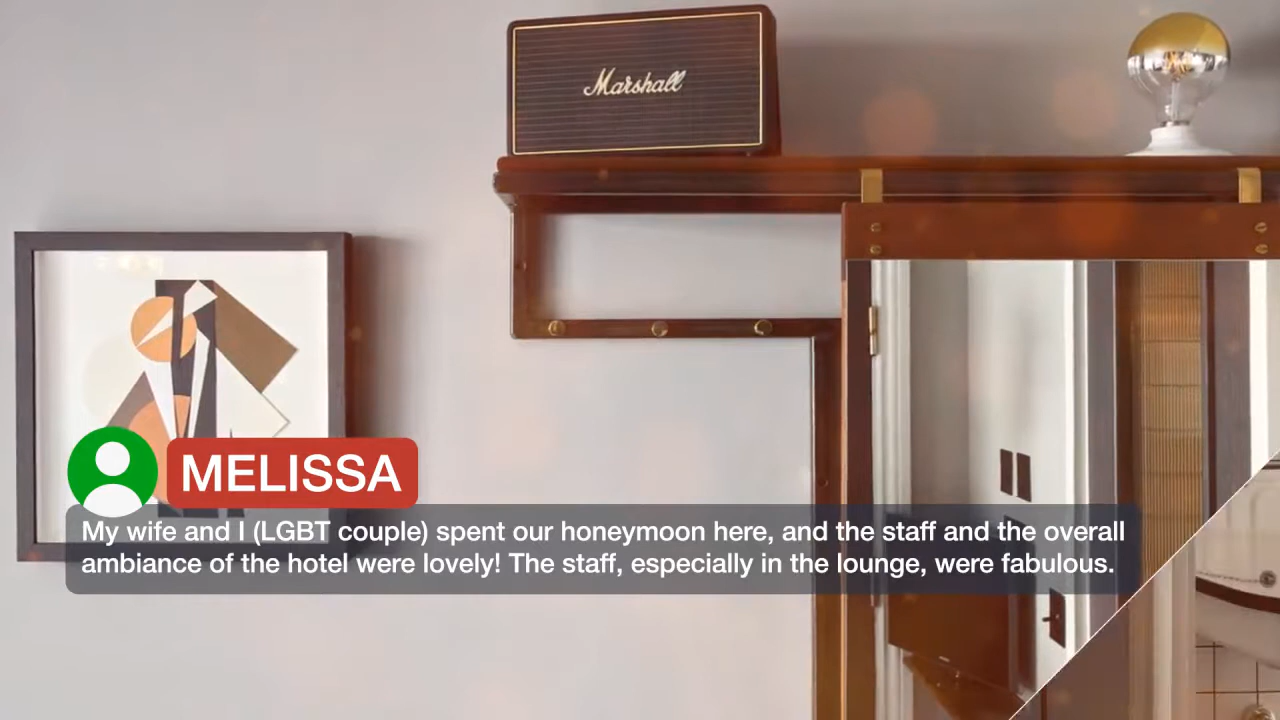 Marshall
MELISSA
My wife and I (LGBT couple) spent our honeymoon here, and the staff and the overall
ambiance of the hotel were lovely! The staff, especially in the lounge, were fabulous.